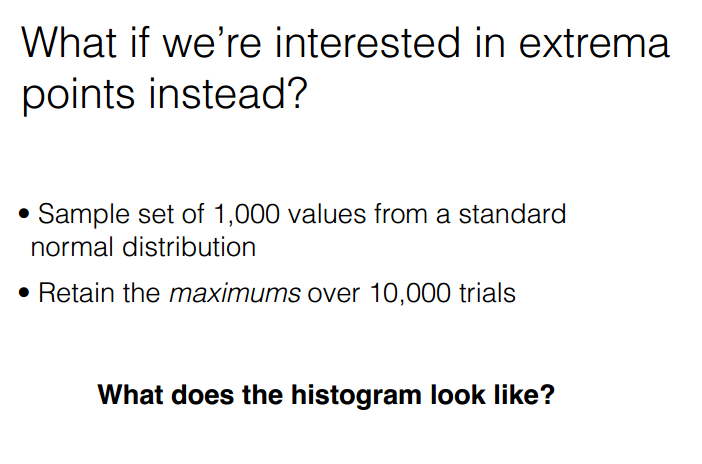 What if we're interested in extrema
points instead?
• Sample set of 1,000 values from a standard
normal distribution
• Retain the maximums over 10,000 trials
What does the histogram look like?